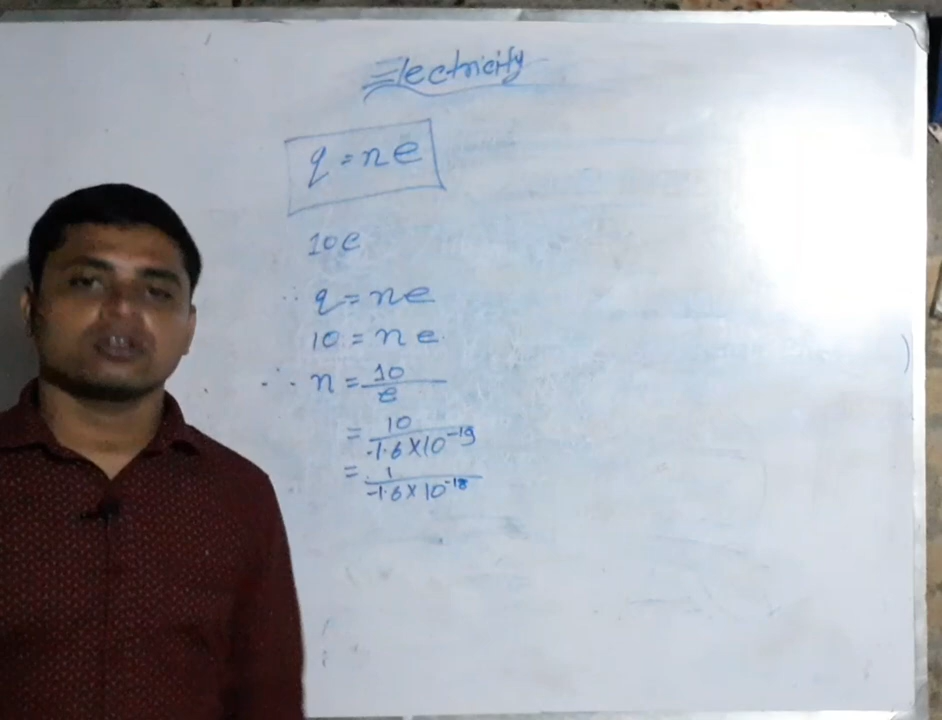 Electricity
q = ne
10C
∴ q = ne
10 = ne.
∴ n = 10/e
= 10/-1.6×10⁻¹⁹
= 1/-1.6×10⁻¹⁸